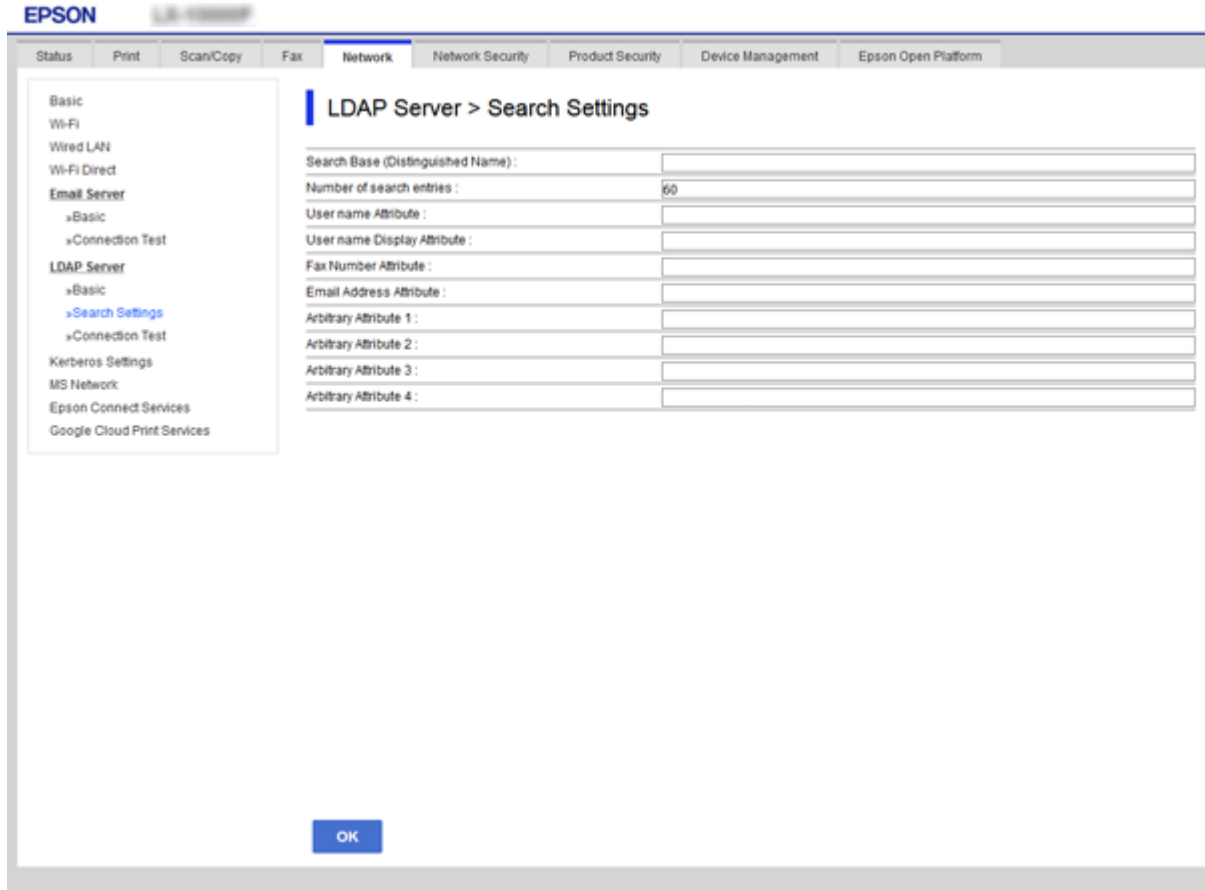 EPSON
Status Print Scan/Copy Fax Network Network Security Product Security Device Management Epson Open Platform
Basic
Wi-Fi
Wired LAN
Wi-Fi Direct
Email Server
»Basic
»Connection Test
LDAP Server
»Basic
»Search Settings
»Connection Test
Kerberos Settings
MS Network
Epson Connect Services
Google Cloud Print Services
LDAP Server > Search Settings
Search Base (Distinguished Name) :
Number of search entries : 60
User name Attribute :
User name Display Attribute :
Fax Number Attribute :
Email Address Attribute :
Arbitrary Attribute 1 :
Arbitrary Attribute 2 :
Arbitrary Attribute 3 :
Arbitrary Attribute 4 :
OK